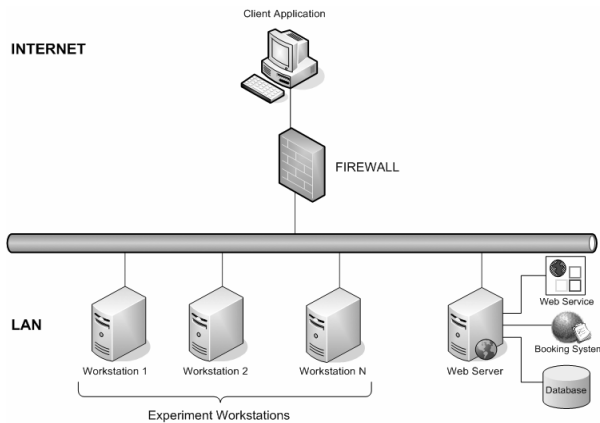 Client Application
INTERNET
FIREWALL
Web Service
LAN
Booking System
Workstation 1
Workstation 2
Workstation N
Web Server
Database
Experiment Workstations